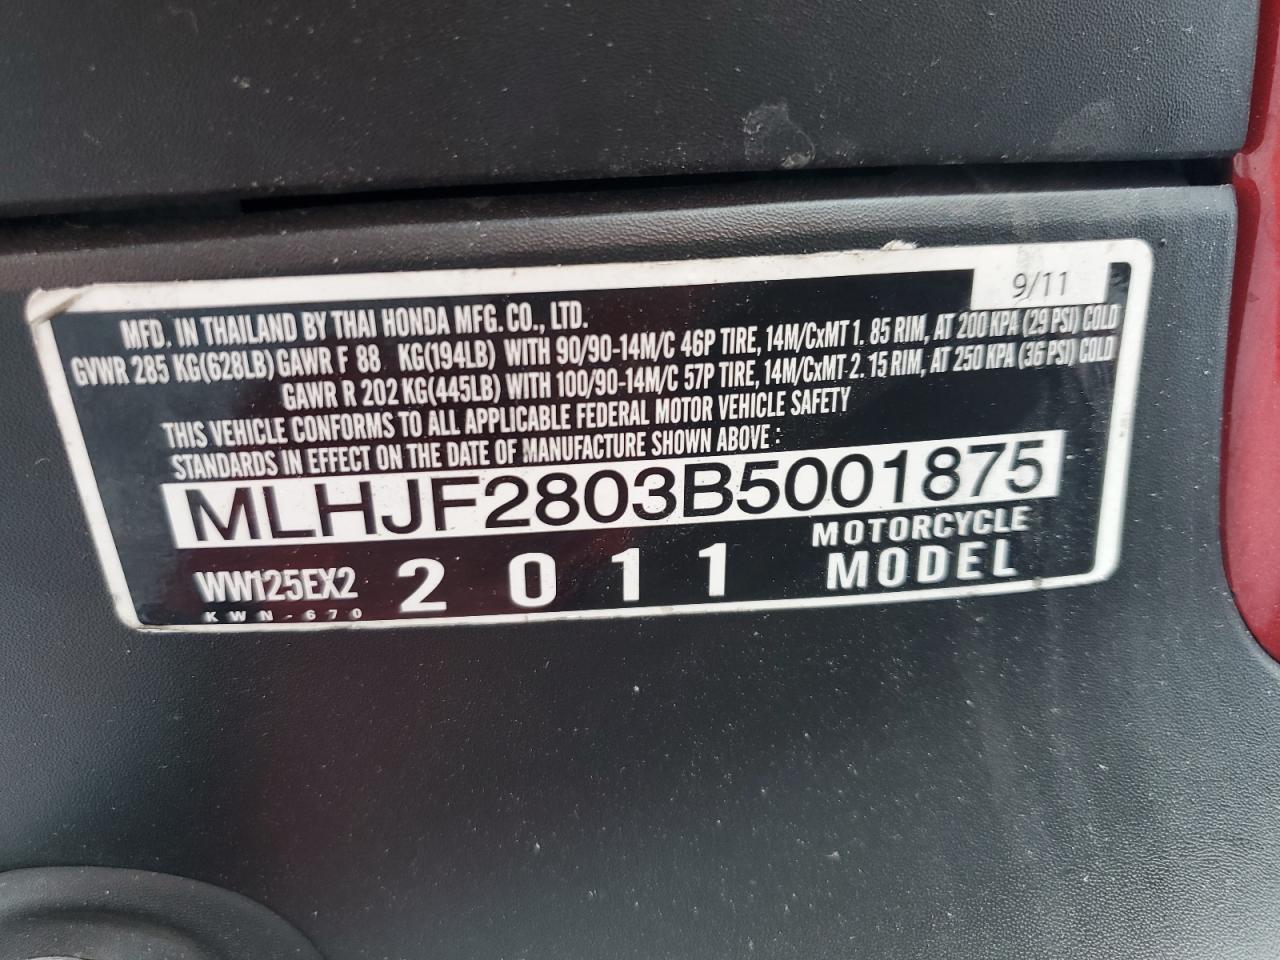 9/11
MFD. IN THAILAND BY THAI HONDA MFG. CO., LTD.
GVWR 285 KG(628LB) GAWR F 88 KG(194LB) WITH 90/90-14M/C 46P TIRE, 14M/CxMT 1. 85 RIM, AT 200 KPA (29 PSI) COLD
GAWR R 202 KG(445LB) WITH 100/90-14M/C 57P TIRE, 14M/CxMT 2. 15 RIM, AT 250 KPA (36 PSI) COLD
THIS VEHICLE CONFORMS TO ALL APPLICABLE FEDERAL MOTOR VEHICLE SAFETY
STANDARDS IN EFFECT ON THE DATE OF MANUFACTURE SHOWN ABOVE :
MLHJF2803B5001875
WW125EX2 2011 MOTORCYCLE
KWN-670 MODEL